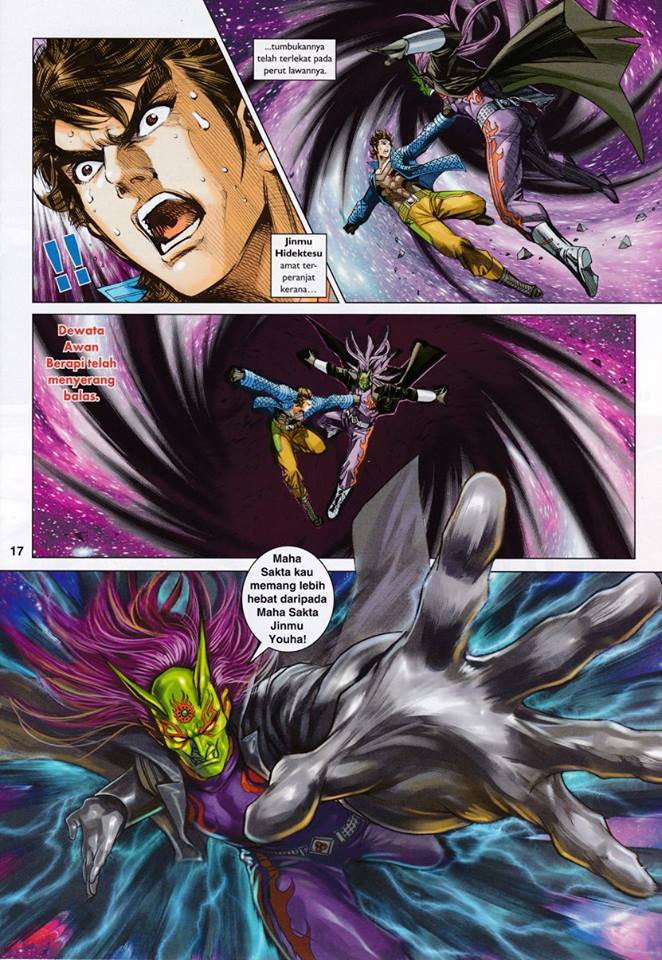 !!
Jinmu
Hidektesu
amat ter-
peranjat
kerana…
...tumbukannya
telah terlekat pada
perut lawannya.
Dewata
Awan
Berapi telah
menyerang
balas.
17
Maha
Sakta kau
memang lebih
hebat daripada
Maha Sakta
Jinmu
Youha!